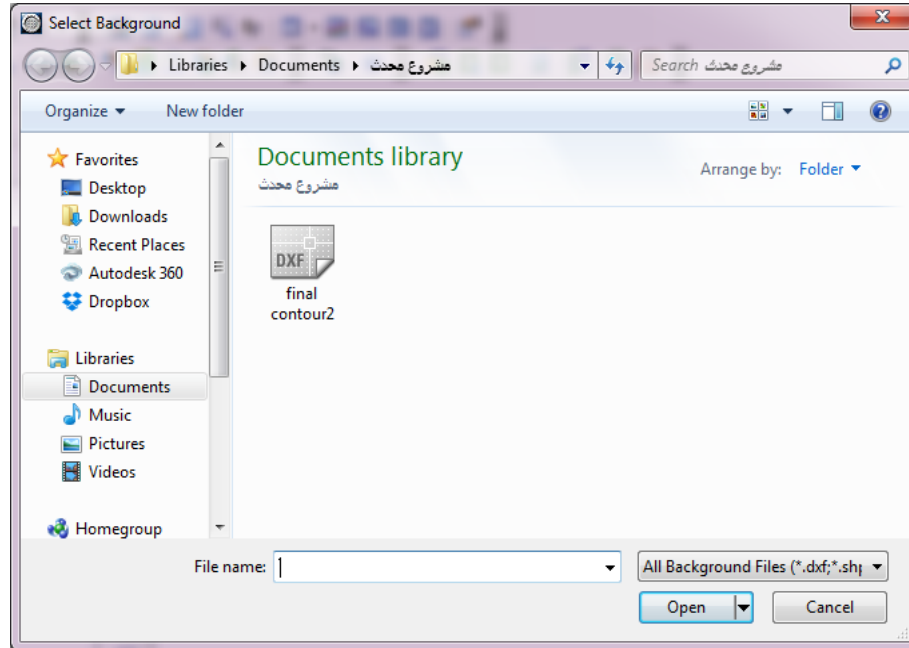 Select Background
Libraries Documents مشروع محدث
Search مشروع محدث
Organize New folder
Favorites
Desktop
Downloads
Recent Places
Autodesk 360
Dropbox
Libraries
Documents
Music
Pictures
Videos
Homegroup
Documents library
مشروع محدث
Arrange by: Folder
DXF
final
contour2
File name:
All Background Files (*.dxf;*.shp
Open Cancel